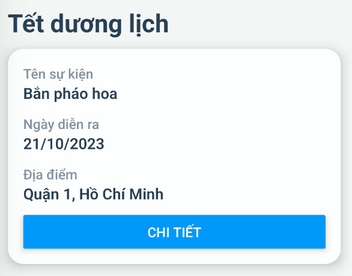 Tết dương lịch
Tên sự kiện
Bắn pháo hoa
Ngày diễn ra
21/10/2023
Địa điểm
Quận 1, Hồ Chí Minh
CHI TIẾT